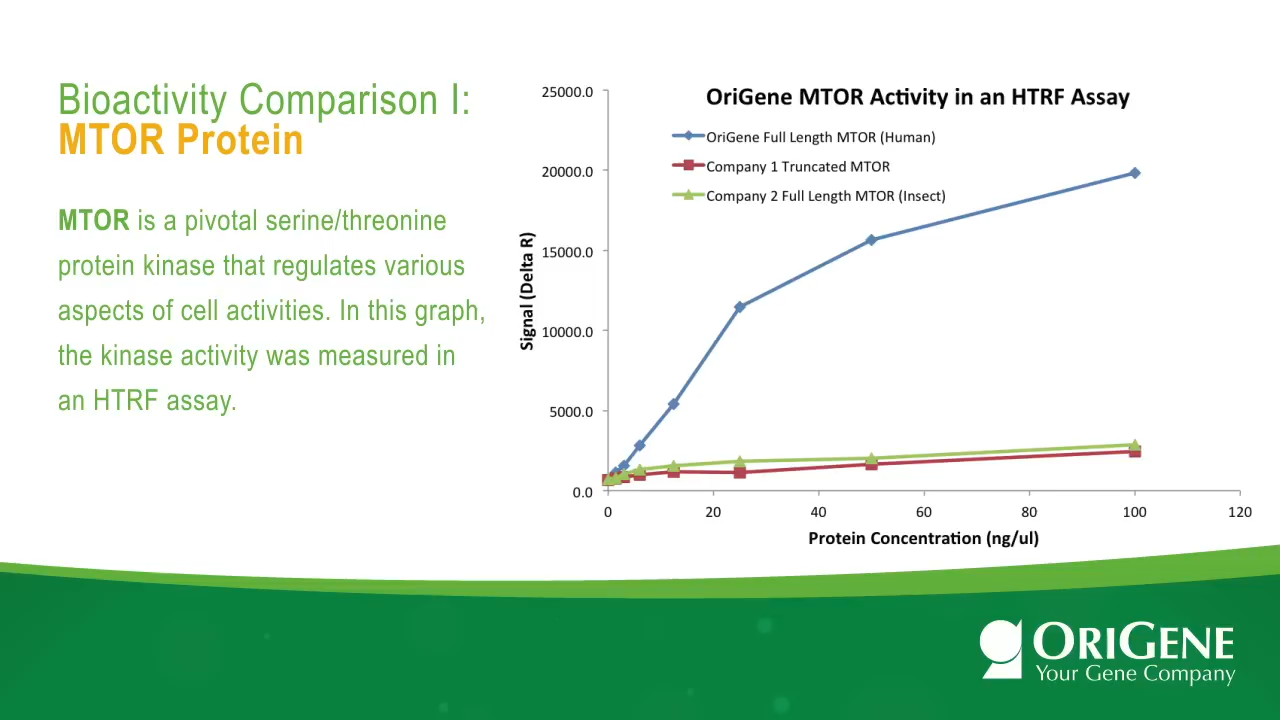 Bioactivity Comparison I:
MTOR Protein
MTOR is a pivotal serine/threonine
protein kinase that regulates various
aspects of cell activities. In this graph,
the kinase activity was measured in
an HTRF assay.
OriGene MTOR Activity in an HTRF Assay
OriGene Full Length MTOR (Human)
Company 1 Truncated MTOR
Company 2 Full Length MTOR (Insect)
Signal (Delta R)
25000.0
20000.0
15000.0
10000.0
5000.0
0.0
0 20 40 60 80 100 120
Protein Concentration (ng/ul)
ORIGENE
Your Gene Company